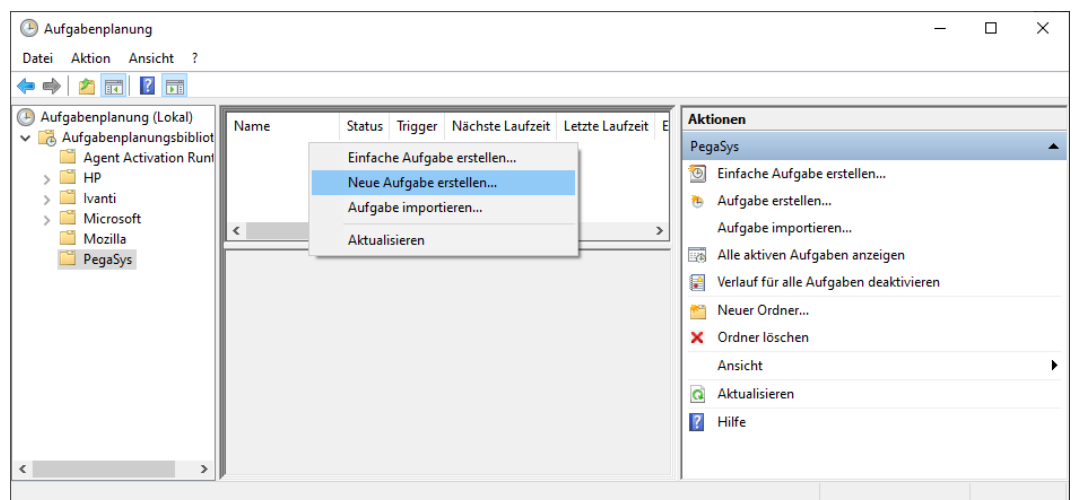 Aufgabenplanung
Datei Aktion Ansicht ?
Aufgabenplanung (Lokal)
Aufgabenplanungsbibliot
Agent Activation Runt
HP
Ivanti
Microsoft
Mozilla
PegaSys
Name Status Trigger Nächste Laufzeit Letzte Laufzeit E
Einfache Aufgabe erstellen...
Neue Aufgabe erstellen...
Aufgabe importieren...
Aktualisieren
Aktionen
PegaSys
Einfache Aufgabe erstellen...
Aufgabe erstellen...
Aufgabe importieren...
Alle aktiven Aufgaben anzeigen
Verlauf für alle Aufgaben deaktivieren
Neuer Ordner...
Ordner löschen
Ansicht
Aktualisieren
Hilfe